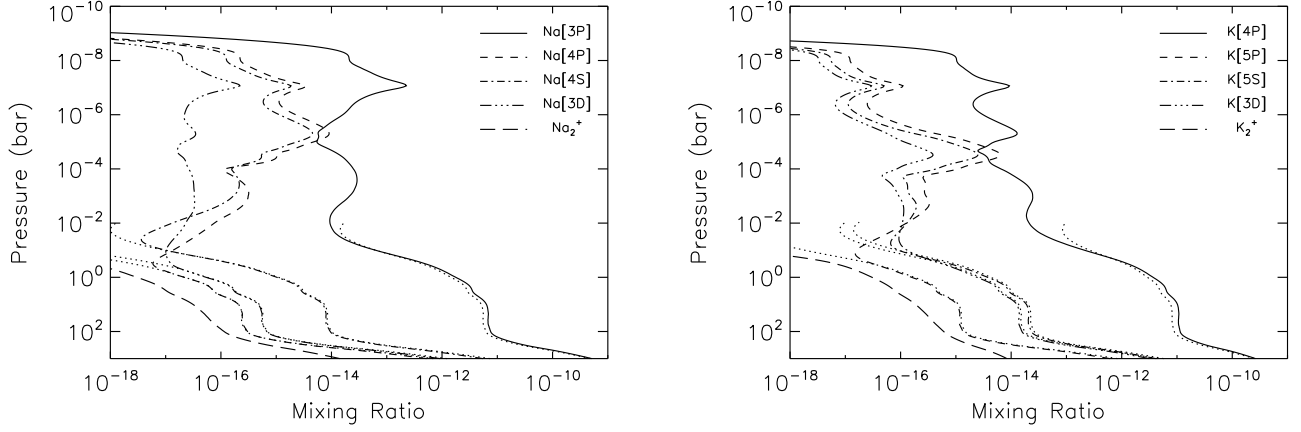 10^-10
10^-8
10^-6
10^-4
10^-2
10^0
10^2
Pressure (bar)
10^-18 10^-16 10^-14 10^-12 10^-10
Mixing Ratio
Na[3P]
Na[4P]
Na[4S]
Na[3D]
Na₂⁺
10^-10
10^-8
10^-6
10^-4
10^-2
10^0
10^2
Pressure (bar)
10^-18 10^-16 10^-14 10^-12 10^-10
Mixing Ratio
K[4P]
K[5P]
K[5S]
K[3D]
K₂⁺